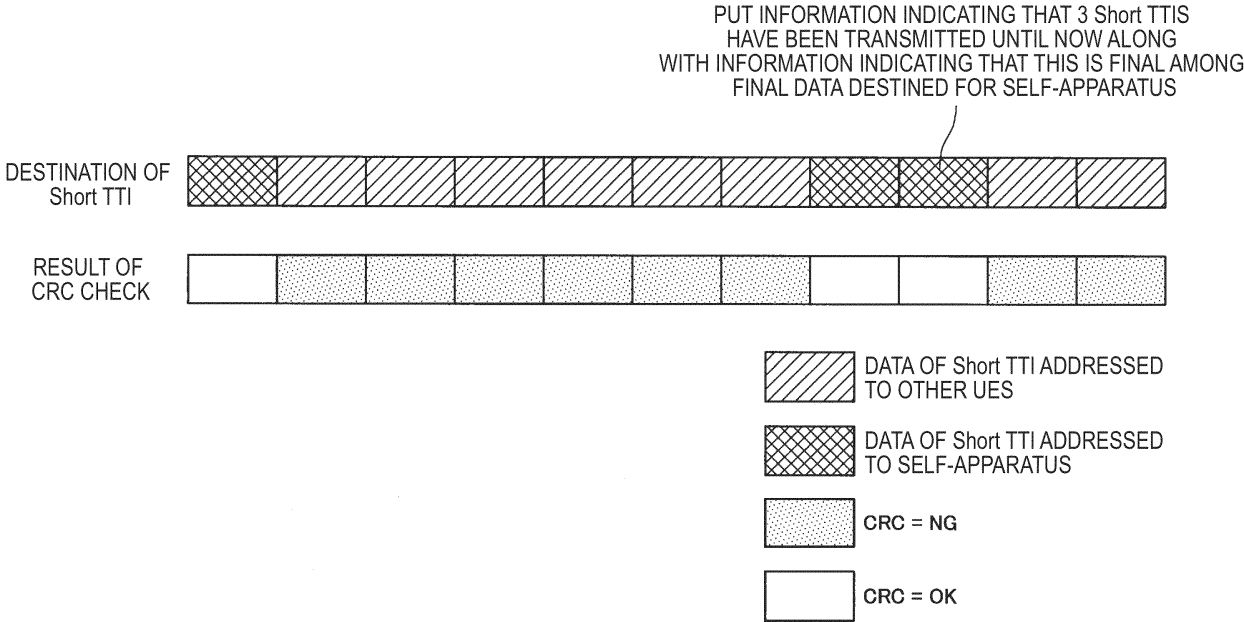 PUT INFORMATION INDICATING THAT 3 Short TTIS
HAVE BEEN TRANSMITTED UNTIL NOW ALONG
WITH INFORMATION INDICATING THAT THIS IS FINAL AMONG
FINAL DATA DESTINED FOR SELF-APPARATUS
DESTINATION OF
Short TTI
RESULT OF
CRC CHECK
DATA OF Short TTI ADDRESSED
TO OTHER UES
DATA OF Short TTI ADDRESSED
TO SELF-APPARATUS
CRC = NG
CRC = OK